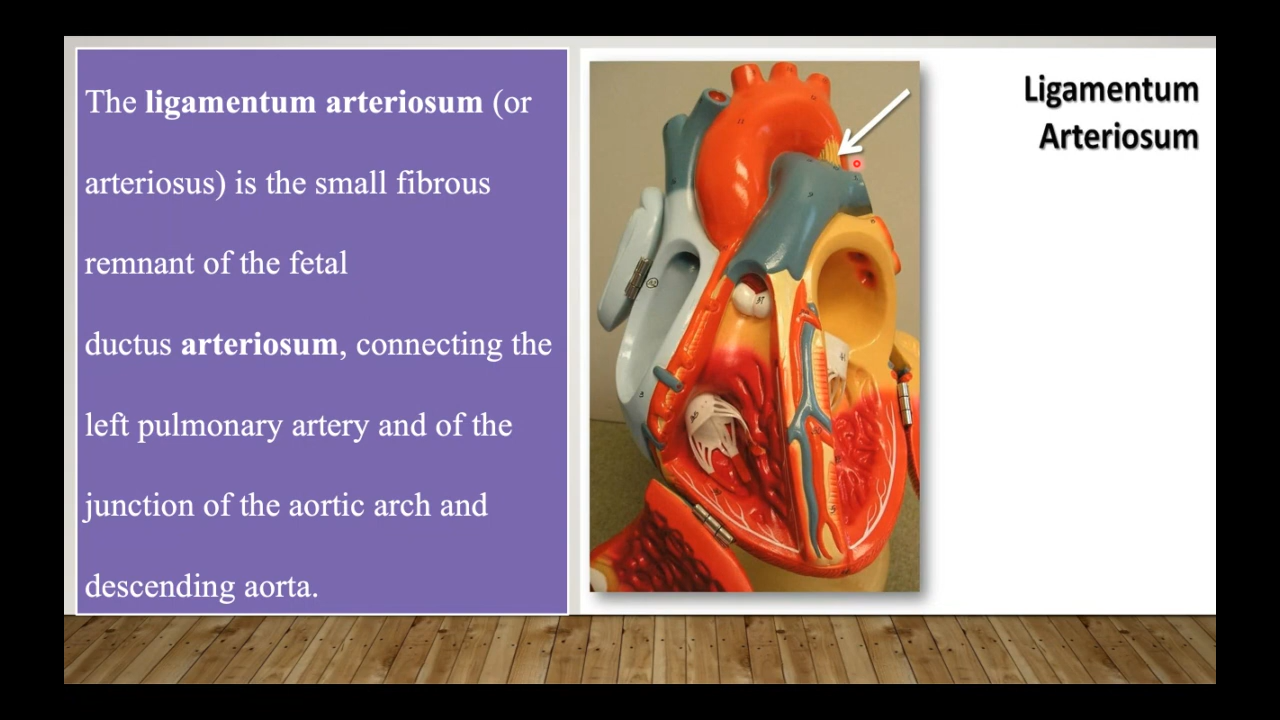 The ligamentum arteriosum (or
arteriosus) is the small fibrous
remnant of the fetal
ductus arteriosum, connecting the
left pulmonary artery and of the
junction of the aortic arch and
descending aorta.
Ligamentum
Arteriosum